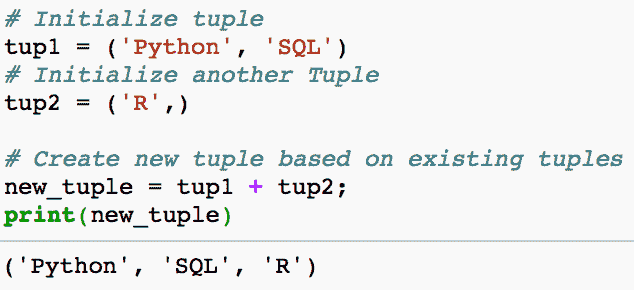 # Initialize tuple
tup1 = ('Python', 'SQL')
# Initialize another Tuple
tup2 = ('R',)
# Create new tuple based on existing tuples
new_tuple = tup1 + tup2;
print(new_tuple)
('Python', 'SQL', 'R')